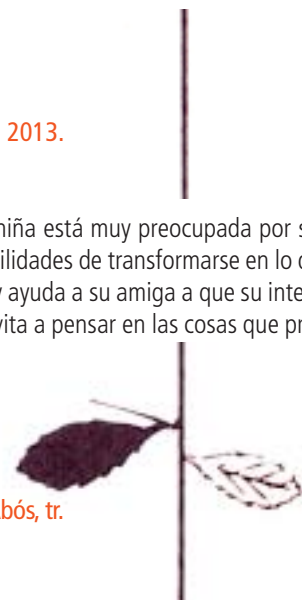 2013.
niña está muy preocupada por s
ilidades de transformarse en lo
y ayuda a su amiga a que su inte
vita a pensar en las cosas que pr
bós, tr.